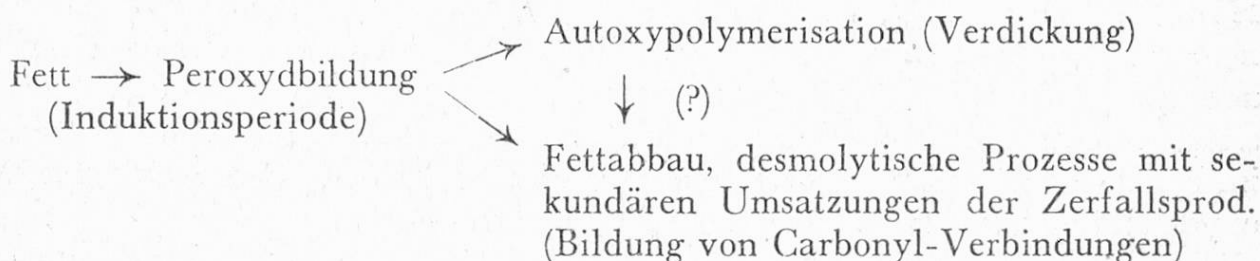 Autoxypolymerisation (Verdickung)
Fett → Peroxydbildung
(Induktionsperiode)
↓ (?)
Fettabbau, desmolytische Prozesse mit se-
kundären Umsatzungen der Zerfallsprod.
(Bildung von Carbonyl-Verbindungen)